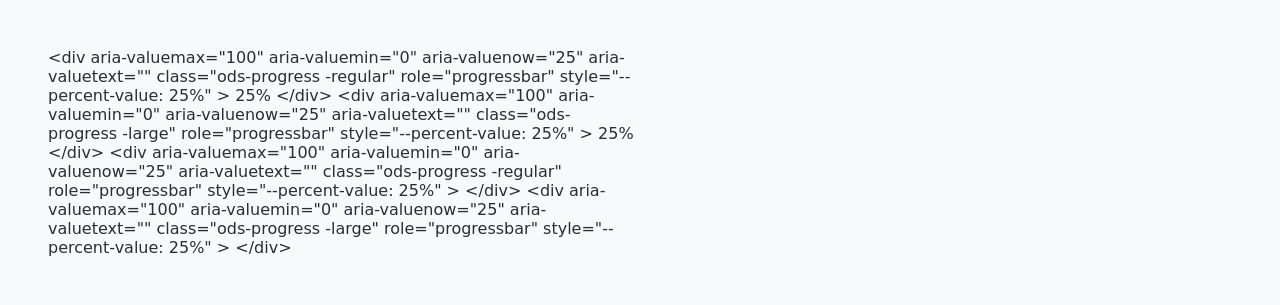 <div aria-valuemax="100" aria-valuemin="0" aria-valuenow="25" aria-
valuetext="" class="ods-progress -regular" role="progressbar" style="--
percent-value: 25%" > 25% </div> <div aria-valuemax="100" aria-
valuemin="0" aria-valuenow="25" aria-valuetext="" class="ods-
progress -large" role="progressbar" style="--percent-value: 25%" > 25%
</div> <div aria-valuemax="100" aria-valuemin="0" aria-
valuenow="25" aria-valuetext="" class="ods-progress -regular"
role="progressbar" style="--percent-value: 25%" > </div> <div aria-
valuemax="100" aria-valuemin="0" aria-valuenow="25" aria-
valuetext="" class="ods-progress -large" role="progressbar" style="--
percent-value: 25%" > </div>